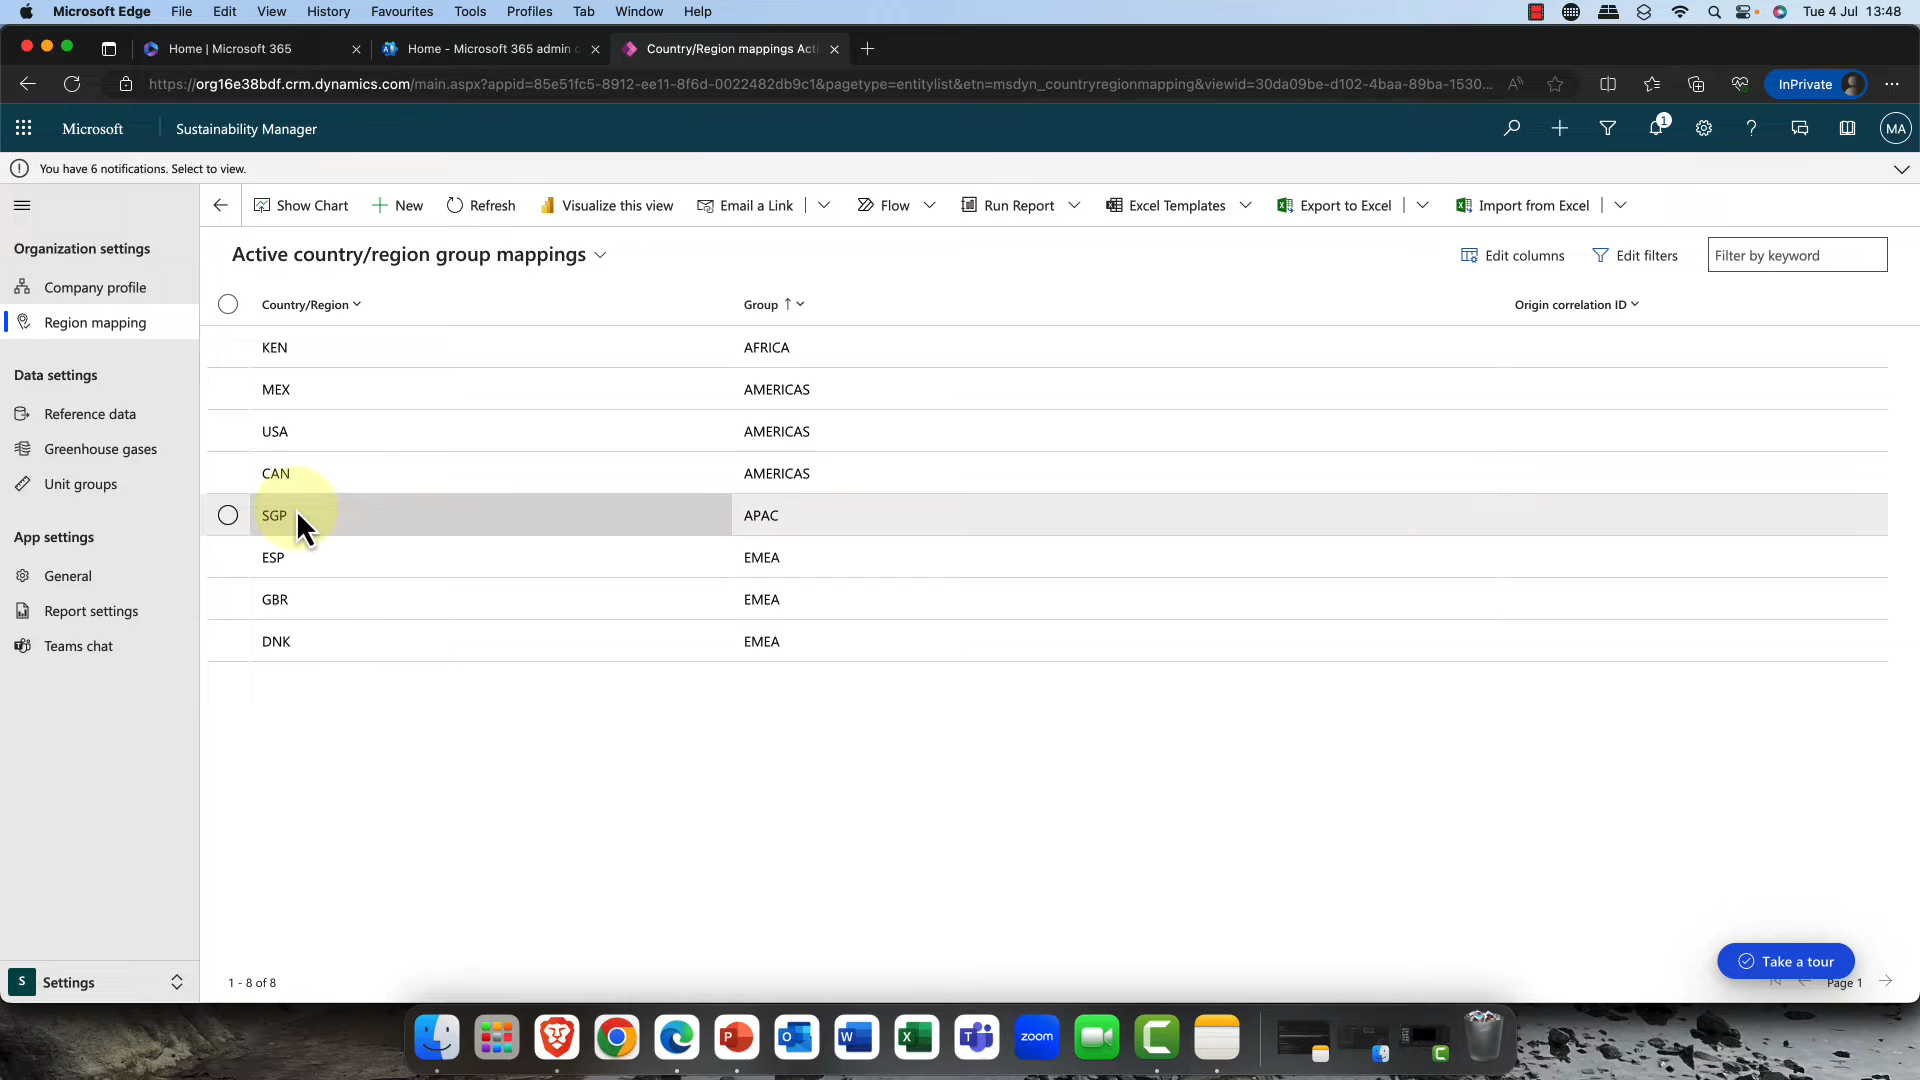 Microsoft Edge File Edit View History Favourites Tools Profiles Tab Window Help Tue 4 Jul 13:48
Home | Microsoft 365 Home - Microsoft 365 admin c Country/Region mappings Acti
https://org16e38bdf.crm.dynamics.com/main.aspx?appid=85e51fc5-8912-ee11-8f6d-0022482db9c1&pagetype=entitylist&etn=msdyn_countryregionmapping&viewid=30da09be-d102-4baa-89ba-1530... InPrivate
Microsoft Sustainability Manager 1 MA
You have 6 notifications. Select to view.
Show Chart New Refresh Visualize this view Email a Link Flow Run Report Excel Templates Export to Excel Import from Excel
Organization settings
Company profile
Region mapping
Data settings
Reference data
Greenhouse gases
Unit groups
App settings
General
Report settings
Teams chat
S Settings
Active country/region group mappings Edit columns Edit filters Filter by keyword
Country/Region Group Origin correlation ID
KEN AFRICA
MEX AMERICAS
USA AMERICAS
CAN AMERICAS
SGP APAC
ESP EMEA
GBR EMEA
DNK EMEA
Take a tour
1 - 8 of 8 Page 1
zoom